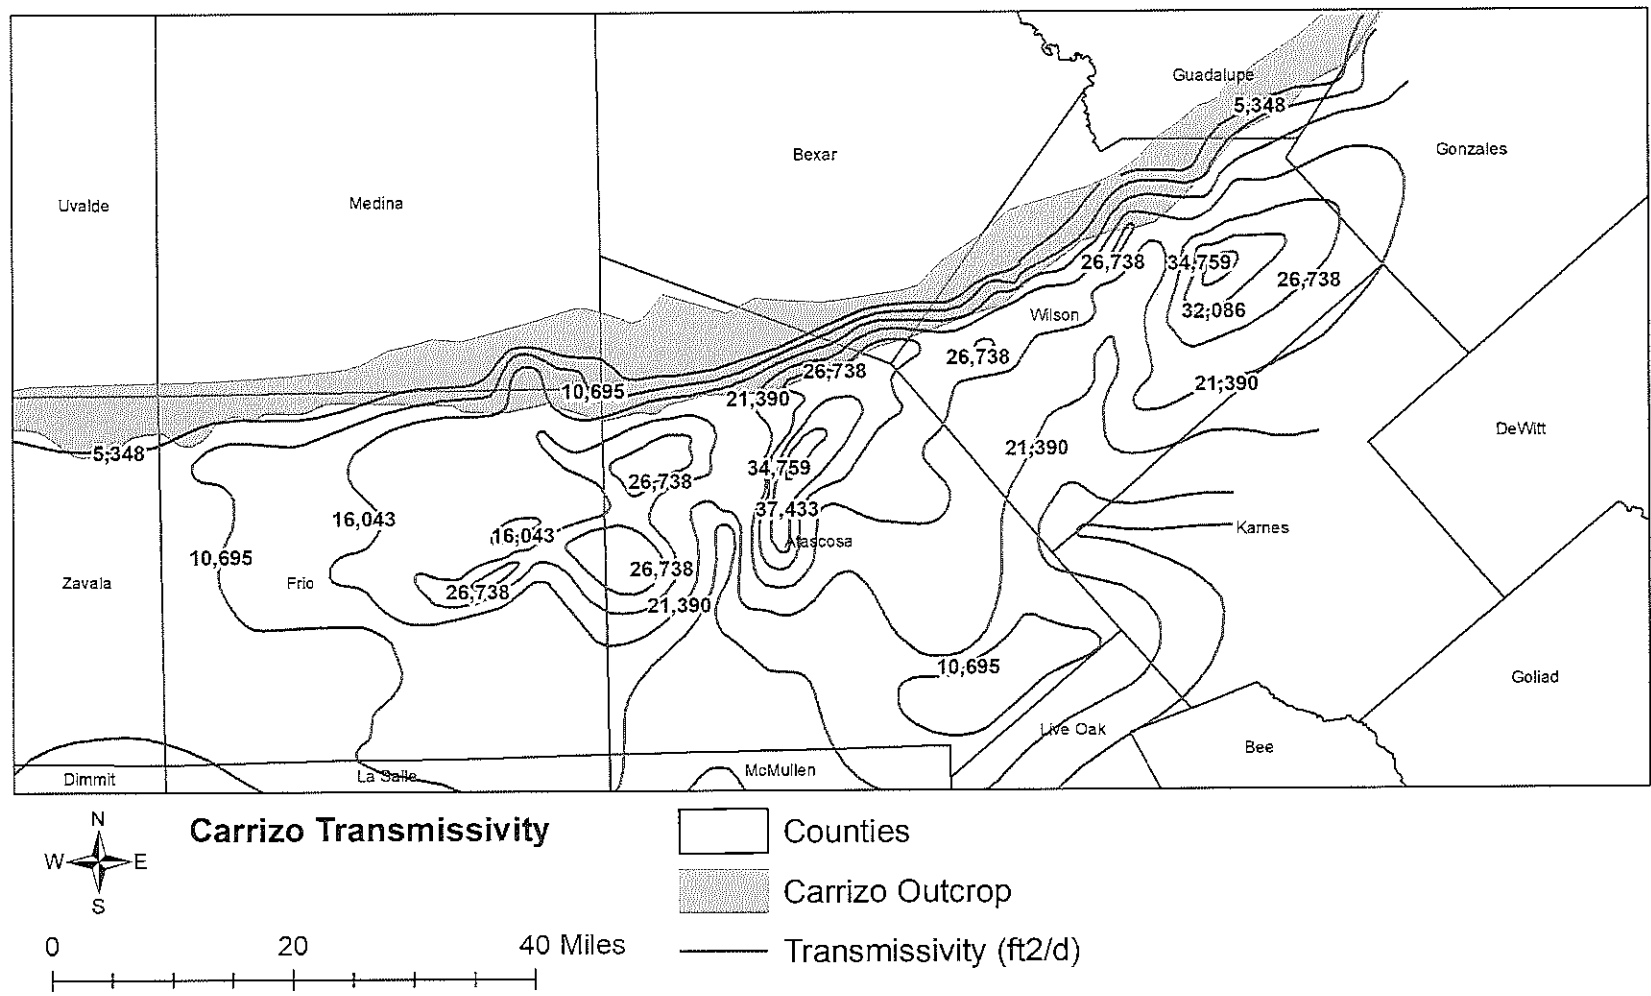 Guadalupe
5,348
Gonzales
Bexar
Uvalde
Medina
26,738
34,759
26,738
32,086
Wilson
26,738
26,738
21,390
21,390
10,695
DeWitt
5,348
21,390
34,759
26,738
37,433
16,043
16,043
Karnes
Atascosa
10,695
26,738
Zavala
Frio
26,738
21,390
10,695
Goliad
Live Oak
Bee
Dimmit
La Salle
McMullen
N
W E
S
Carrizo Transmissivity
Counties
Carrizo Outcrop
Transmissivity (ft2/d)
0 20 40 Miles